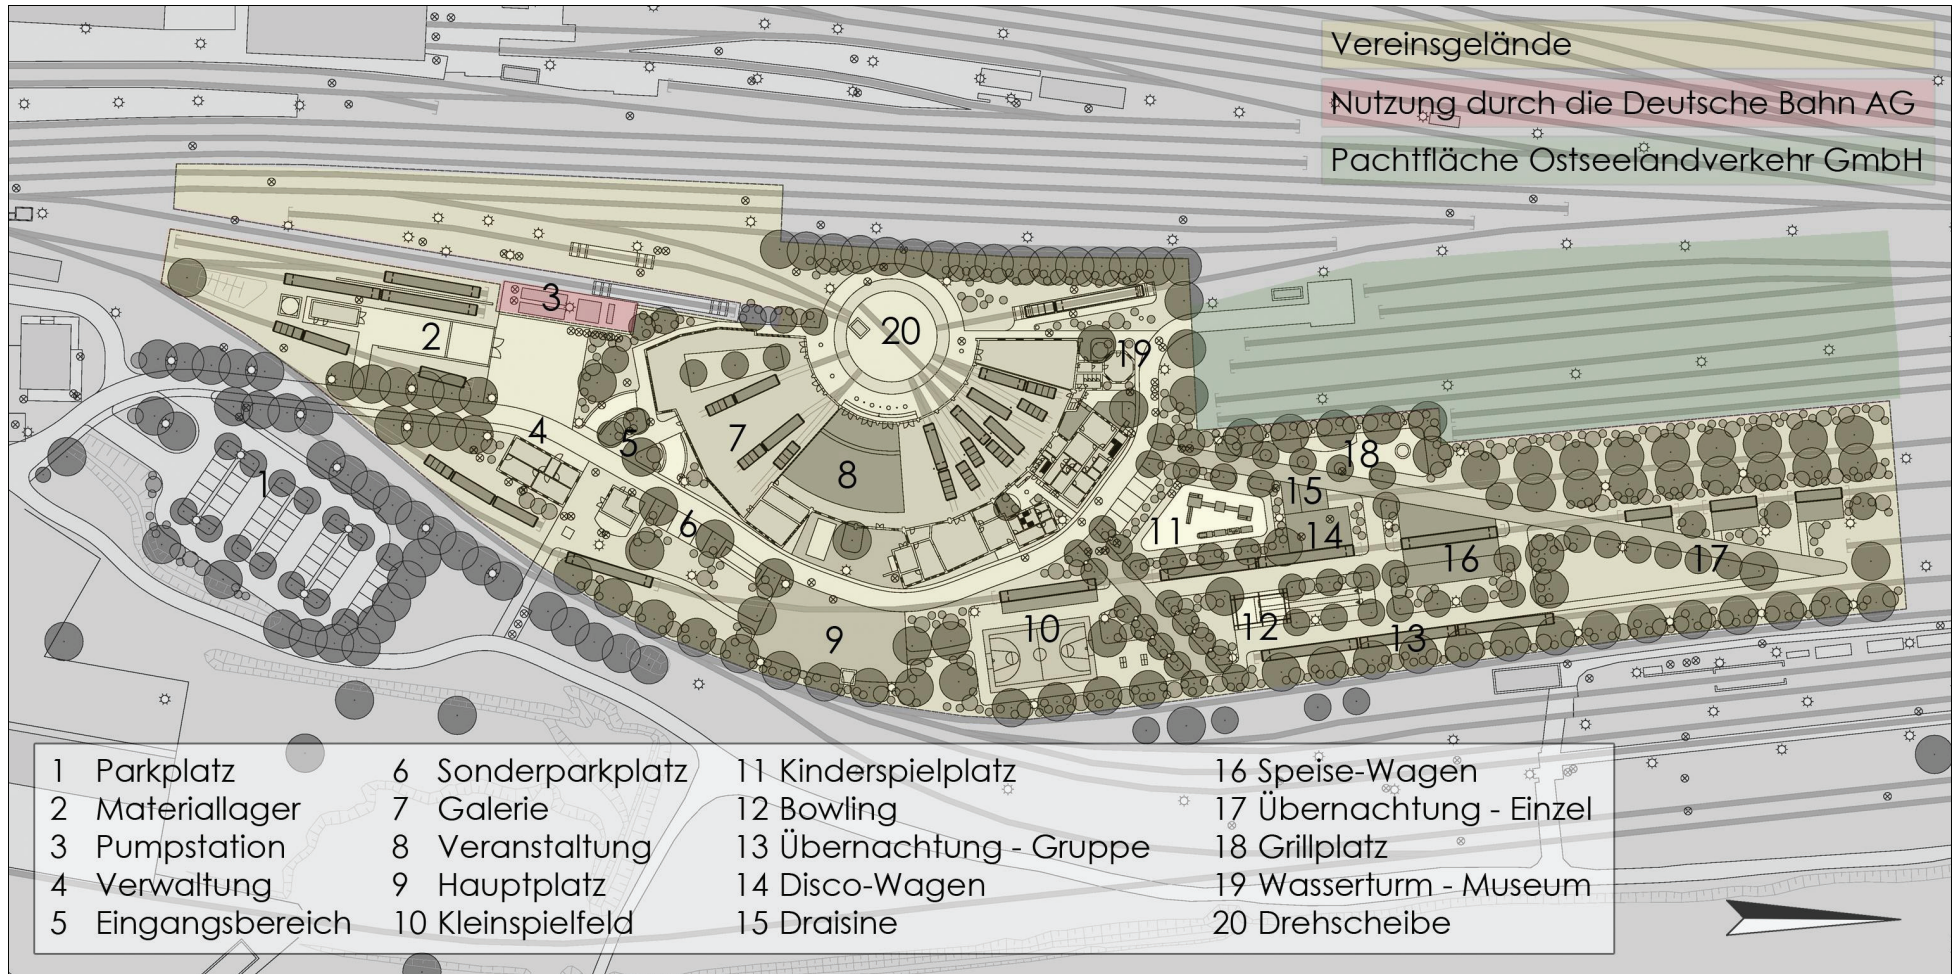 Vereinsgelände
Nutzung durch die Deutsche Bahn AG
Pachtfläche Ostseelandverkehr GmbH
3
2
20
19
4
5
7
8
18
1
15
6
11
14
16
17
9
10
12
13
1 Parkplatz
2 Materiallager
3 Pumpstation
4 Verwaltung
5 Eingangsbereich
6 Sonderparkplatz
7 Galerie
8 Veranstaltung
9 Hauptplatz
10 Kleinspielfeld
11 Kinderspielplatz
12 Bowling
13 Übernachtung - Gruppe
14 Disco-Wagen
15 Draisine
16 Speise-Wagen
17 Übernachtung - Einzel
18 Grillplatz
19 Wasserturm - Museum
20 Drehscheibe